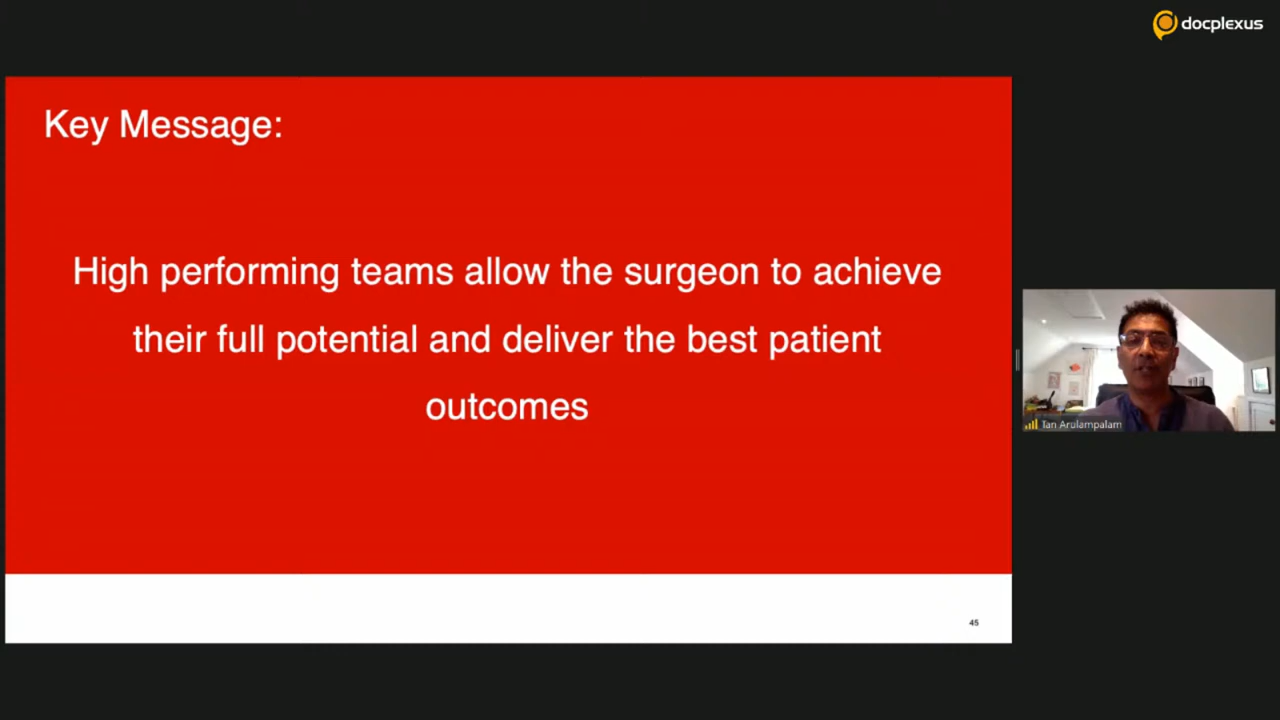 docplexus
Key Message:
High performing teams allow the surgeon to achieve
their full potential and deliver the best patient
outcomes
Tan Arulampalam
45